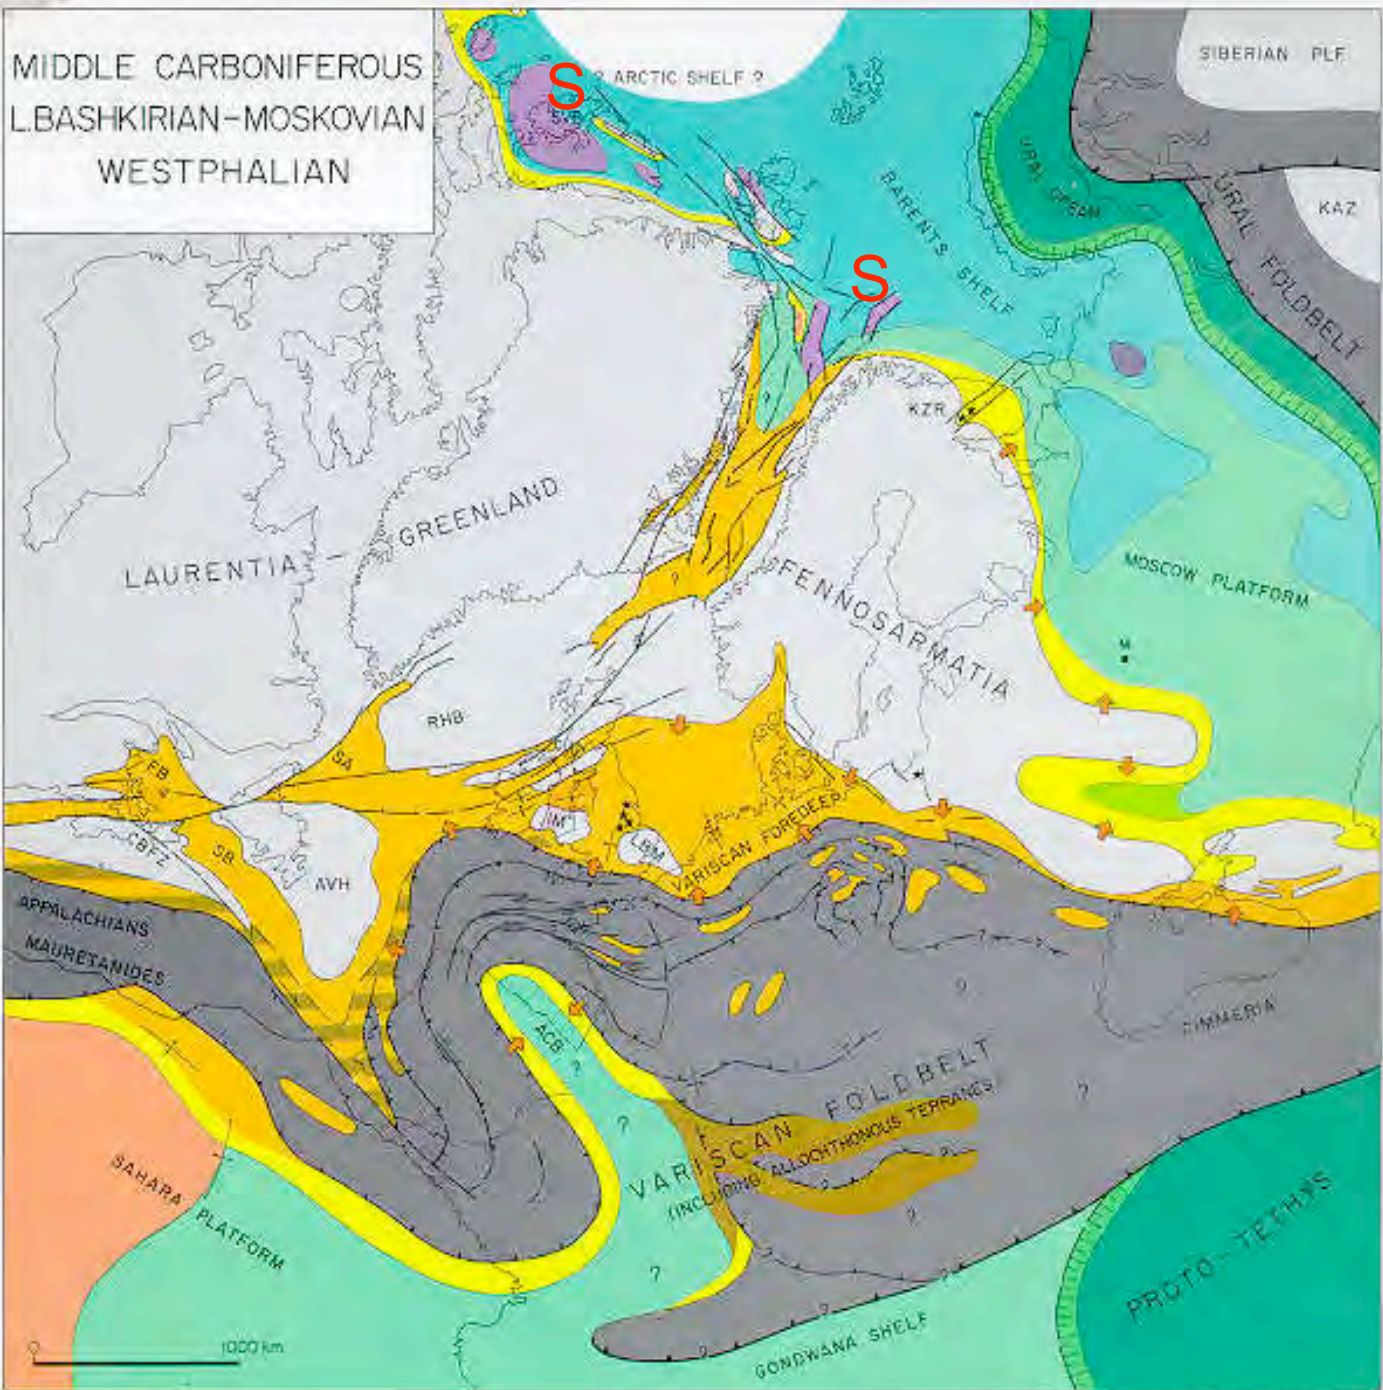 MIDDLE CARBONIFEROUS
L.BASHKIRIAN-MOSKOVIAN
WESTPHALIAN
S
? ARCTIC SHELF ?
SIBERIAN PLF.
URAL OCEAN
URAL FOLDBELT
KAZ
BARENTS SHELF
S
KZR
?
GREENLAND
LAURENTIA -
?
FENNOSARMATIA
MOSCOW PLATFORM
M
RHB
SA
FB
CBFZ
SB
AVH
LBM
VARISCAN FOREDEEP
APPALACHIANS
MAURETANIDES
?
?
CIMMERIA
ACB
?
?
?
?
VARISCAN FOLDBELT
(INCLUDING ALLOCHTHONOUS TERRANES)
?
?
SAHARA
PLATFORM
?
?
?
?
PROTO-TETHYS
GONDWANA SHELF
0 1000 km